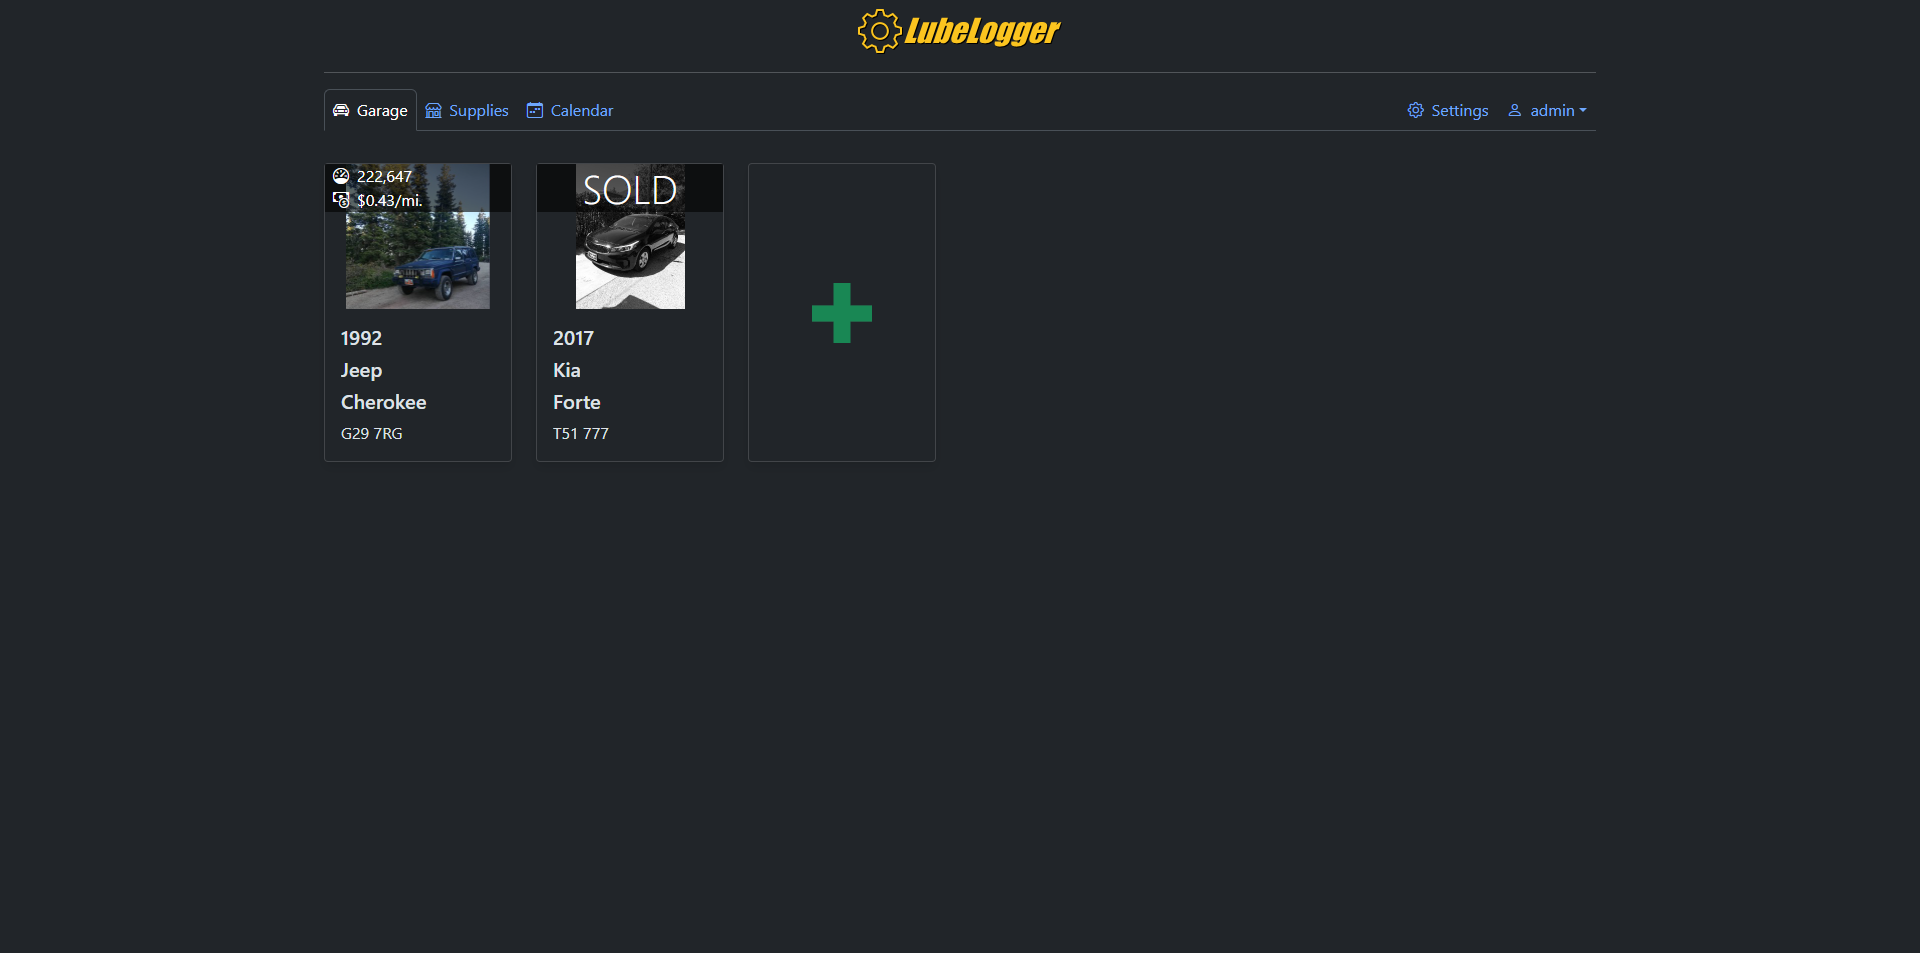 LubeLogger
Garage
Supplies
Calendar
Settings
admin
222,647
$0.43/mi.
1992
Jeep
Cherokee
G29 7RG
SOLD
2017
Kia
Forte
T51 777